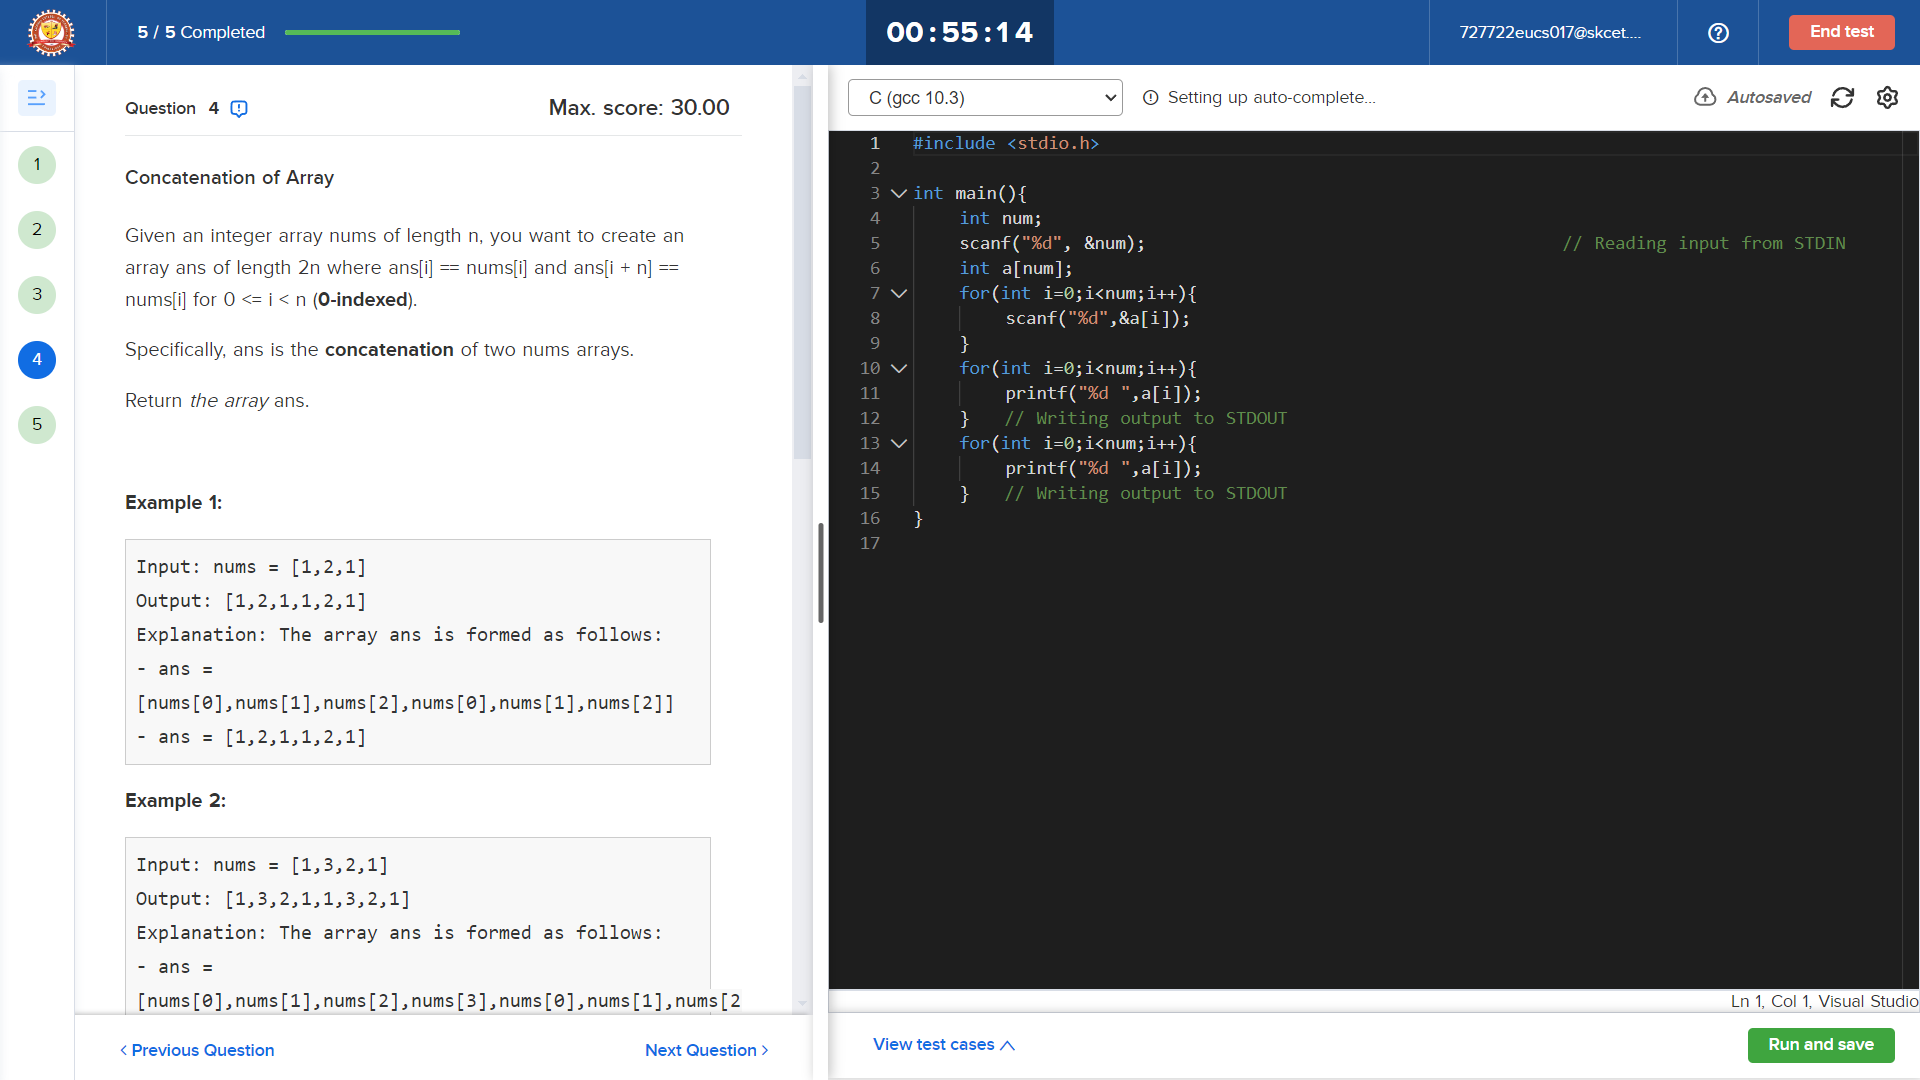 5 / 5 Completed
00:55:14
727722eucs017@skcet....
End test
Question 4
Max. score: 30.00
1
2
3
4
5
Concatenation of Array
Given an integer array nums of length n, you want to create an
array ans of length 2n where ans[i] == nums[i] and ans[i + n] ==
nums[i] for 0 <= i < n (0-indexed).
Specifically, ans is the concatenation of two nums arrays.
Return the array ans.
Example 1:
Input: nums = [1,2,1]
Output: [1,2,1,1,2,1]
Explanation: The array ans is formed as follows:
- ans =
[nums[0],nums[1],nums[2],nums[0],nums[1],nums[2]]
- ans = [1,2,1,1,2,1]
Example 2:
Input: nums = [1,3,2,1]
Output: [1,3,2,1,1,3,2,1]
Explanation: The array ans is formed as follows:
- ans =
[nums[0],nums[1],nums[2],nums[3],nums[0],nums[1],nums[2
Previous Question
Next Question
C (gcc 10.3)
Setting up auto-complete...
Autosaved
1 #include <stdio.h>
2
3 int main(){
4 int num;
5 scanf("%d", &num); // Reading input from STDIN
6 int a[num];
7 for(int i=0;i<num;i++){
8 scanf("%d",&a[i]);
9 }
10 for(int i=0;i<num;i++){
11 printf("%d ",a[i]);
12 } // Writing output to STDOUT
13 for(int i=0;i<num;i++){
14 printf("%d ",a[i]);
15 } // Writing output to STDOUT
16 }
17
Ln 1, Col 1, Visual Studio
View test cases
Run and save